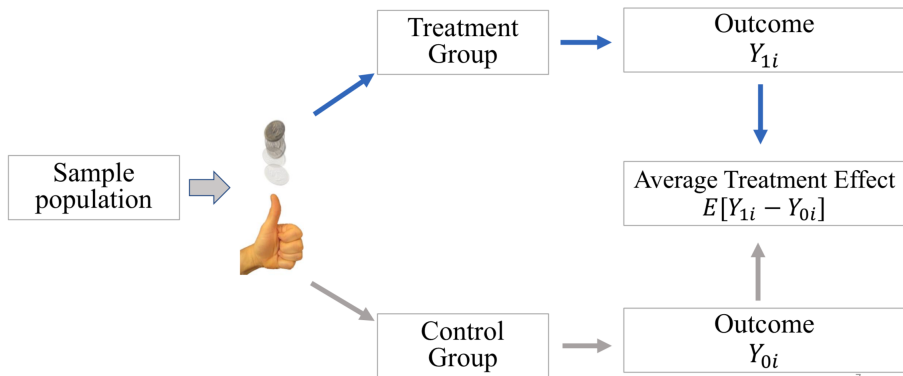 Treatment
Group
Outcome
Y₁ᵢ
Sample
population
Average Treatment Effect
E[Y₁ᵢ − Y₀ᵢ]
Control
Group
Outcome
Y₀ᵢ